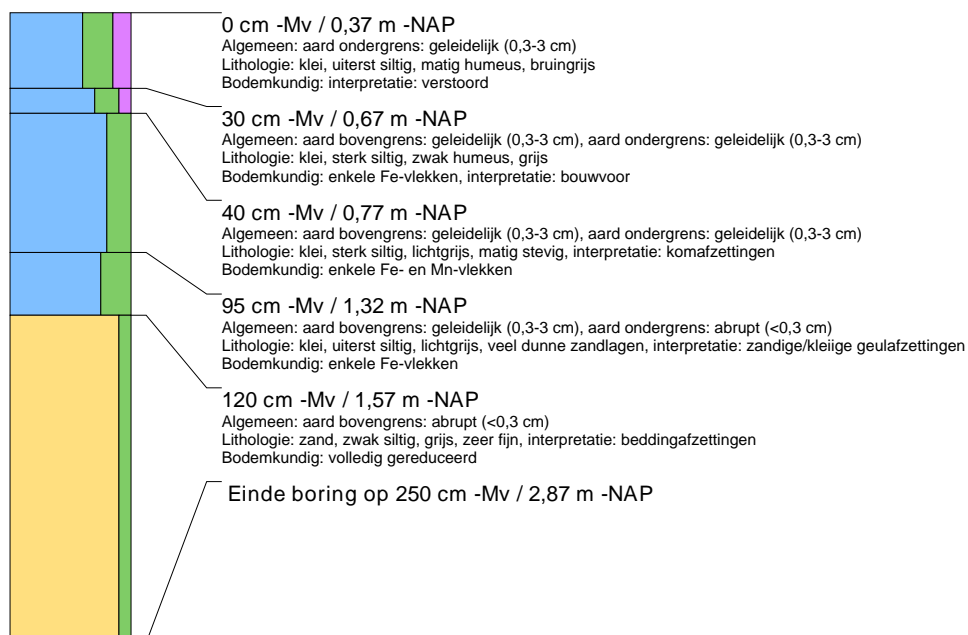 0 cm -Mv / 0,37 m -NAP
Algemeen: aard ondergrens: geleidelijk (0,3-3 cm)
Lithologie: klei, uiterst siltig, matig humeus, bruingrijs
Bodemkundig: interpretatie: verstoord
30 cm -Mv / 0,67 m -NAP
Algemeen: aard bovengrens: geleidelijk (0,3-3 cm), aard ondergrens: geleidelijk (0,3-3 cm)
Lithologie: klei, sterk siltig, zwak humeus, grijs
Bodemkundig: enkele Fe-vlekken, interpretatie: bouwvoor
40 cm -Mv / 0,77 m -NAP
Algemeen: aard bovengrens: geleidelijk (0,3-3 cm), aard ondergrens: geleidelijk (0,3-3 cm)
Lithologie: klei, sterk siltig, lichtgrijs, matig stevig, interpretatie: komafzettingen
Bodemkundig: enkele Fe- en Mn-vlekken
95 cm -Mv / 1,32 m -NAP
Algemeen: aard bovengrens: geleidelijk (0,3-3 cm), aard ondergrens: abrupt (<0,3 cm)
Lithologie: klei, uiterst siltig, lichtgrijs, veel dunne zandlagen, interpretatie: zandige/kleiige geulafzettingen
Bodemkundig: enkele Fe-vlekken
120 cm -Mv / 1,57 m -NAP
Algemeen: aard bovengrens: abrupt (<0,3 cm)
Lithologie: zand, zwak siltig, grijs, zeer fijn, interpretatie: beddingafzettingen
Bodemkundig: volledig gereduceerd
Einde boring op 250 cm -Mv / 2,87 m -NAP